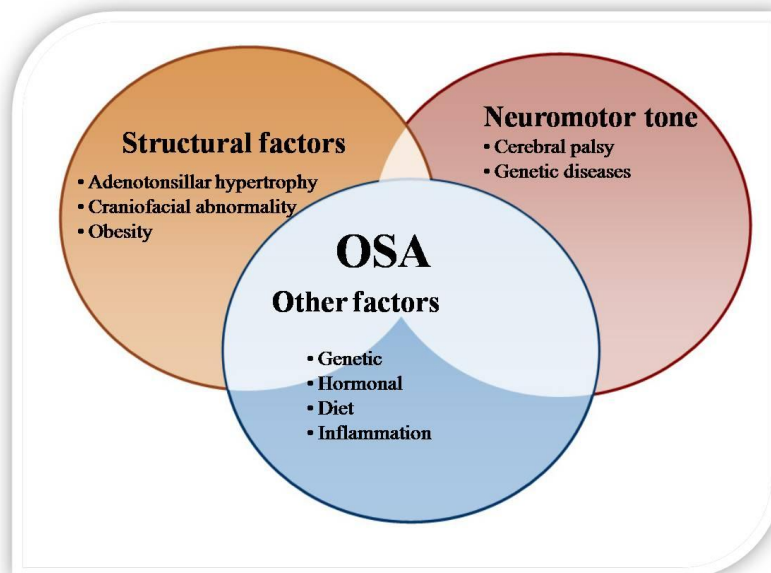 Structural factors
• Adenotonsillar hypertrophy
• Craniofacial abnormality
• Obesity
Neuromotor tone
• Cerebral palsy
• Genetic diseases
OSA
Other factors
• Genetic
• Hormonal
• Diet
• Inflammation